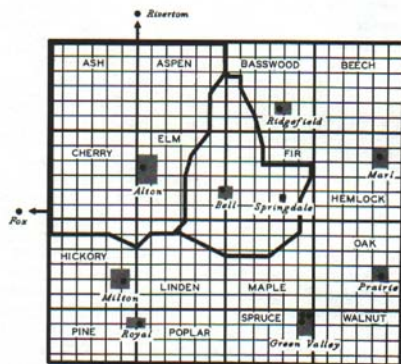 Rivertom
ASH ASPEN BASSWOOD BEECH
Ridgefield
ELM
CHERRY FIR
Alton Marl
Bell Springdale HEMLOCK
Fox
OAK
HICKORY
Prairie
LINDEN MAPLE
Milton
SPRUCE WALNUT
PINE Royal POPLAR
Green Valley